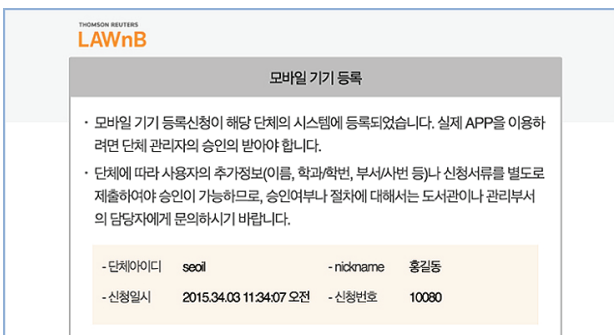 THOMSON REUTERS
LAWnB
모바일 기기 등록
· 모바일 기기 등록신청이 해당 단체의 시스템에 등록되었습니다. 실제 APP을 이용하
려면 단체 관리자의 승인의 받아야 합니다.
· 단체에 따라 사용자의 추가정보(이름, 학과/학번, 부서/사번 등)나 신청서류를 별도로
제출하여야 승인이 가능하므로, 승인여부나 절차에 대해서는 도서관이나 관리부서
의 담당자에게 문의하시기 바랍니다.
- 단체아이디 seoil - nickname 홍길동
- 신청일시 2015.34.03 11:34:07 오전 - 신청번호 10080